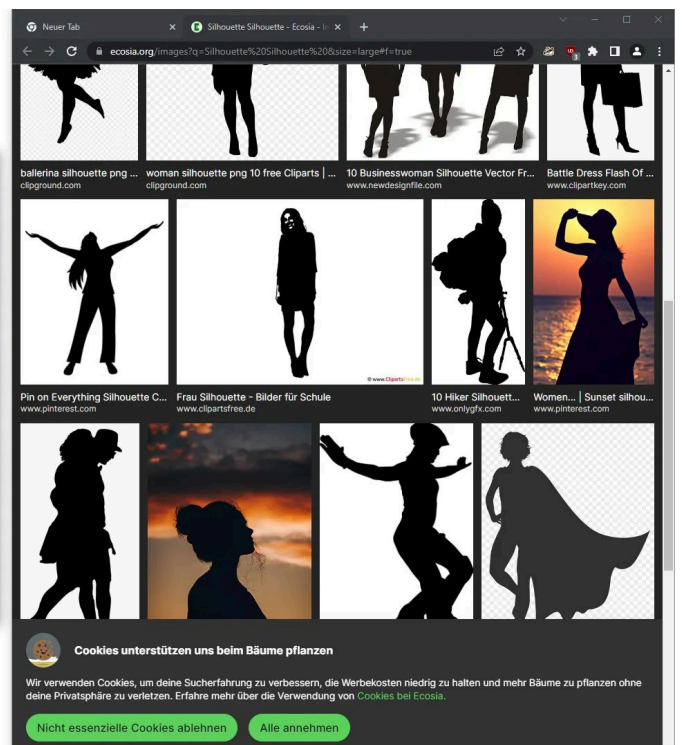 Neuer Tab
Silhouette Silhouette - Ecosia - In
ecosia.org/images?q=Silhouette%20Silhouette%20&size=large#f=true
3
ballerina silhouette png ...
clipground.com
woman silhouette png 10 free Cliparts | ...
clipground.com
10 Businesswoman Silhouette Vector Fr...
www.newdesignfile.com
Battle Dress Flash Of ...
www.clipartkey.com
© www.ClipartsFree.de
Pin on Everything Silhouette C...
www.pinterest.com
Frau Silhouette - Bilder für Schule
www.clipartsfree.de
10 Hiker Silhouett...
www.onlygfx.com
Women... | Sunset silhou...
www.pinterest.com
Cookies unterstützen uns beim Bäume pflanzen
Wir verwenden Cookies, um deine Sucherfahrung zu verbessern, die Werbekosten niedrig zu halten und mehr Bäume zu pflanzen ohne
deine Privatsphäre zu verletzen. Erfahre mehr über die Verwendung von Cookies bei Ecosia.
Nicht essenzielle Cookies ablehnen
Alle annehmen